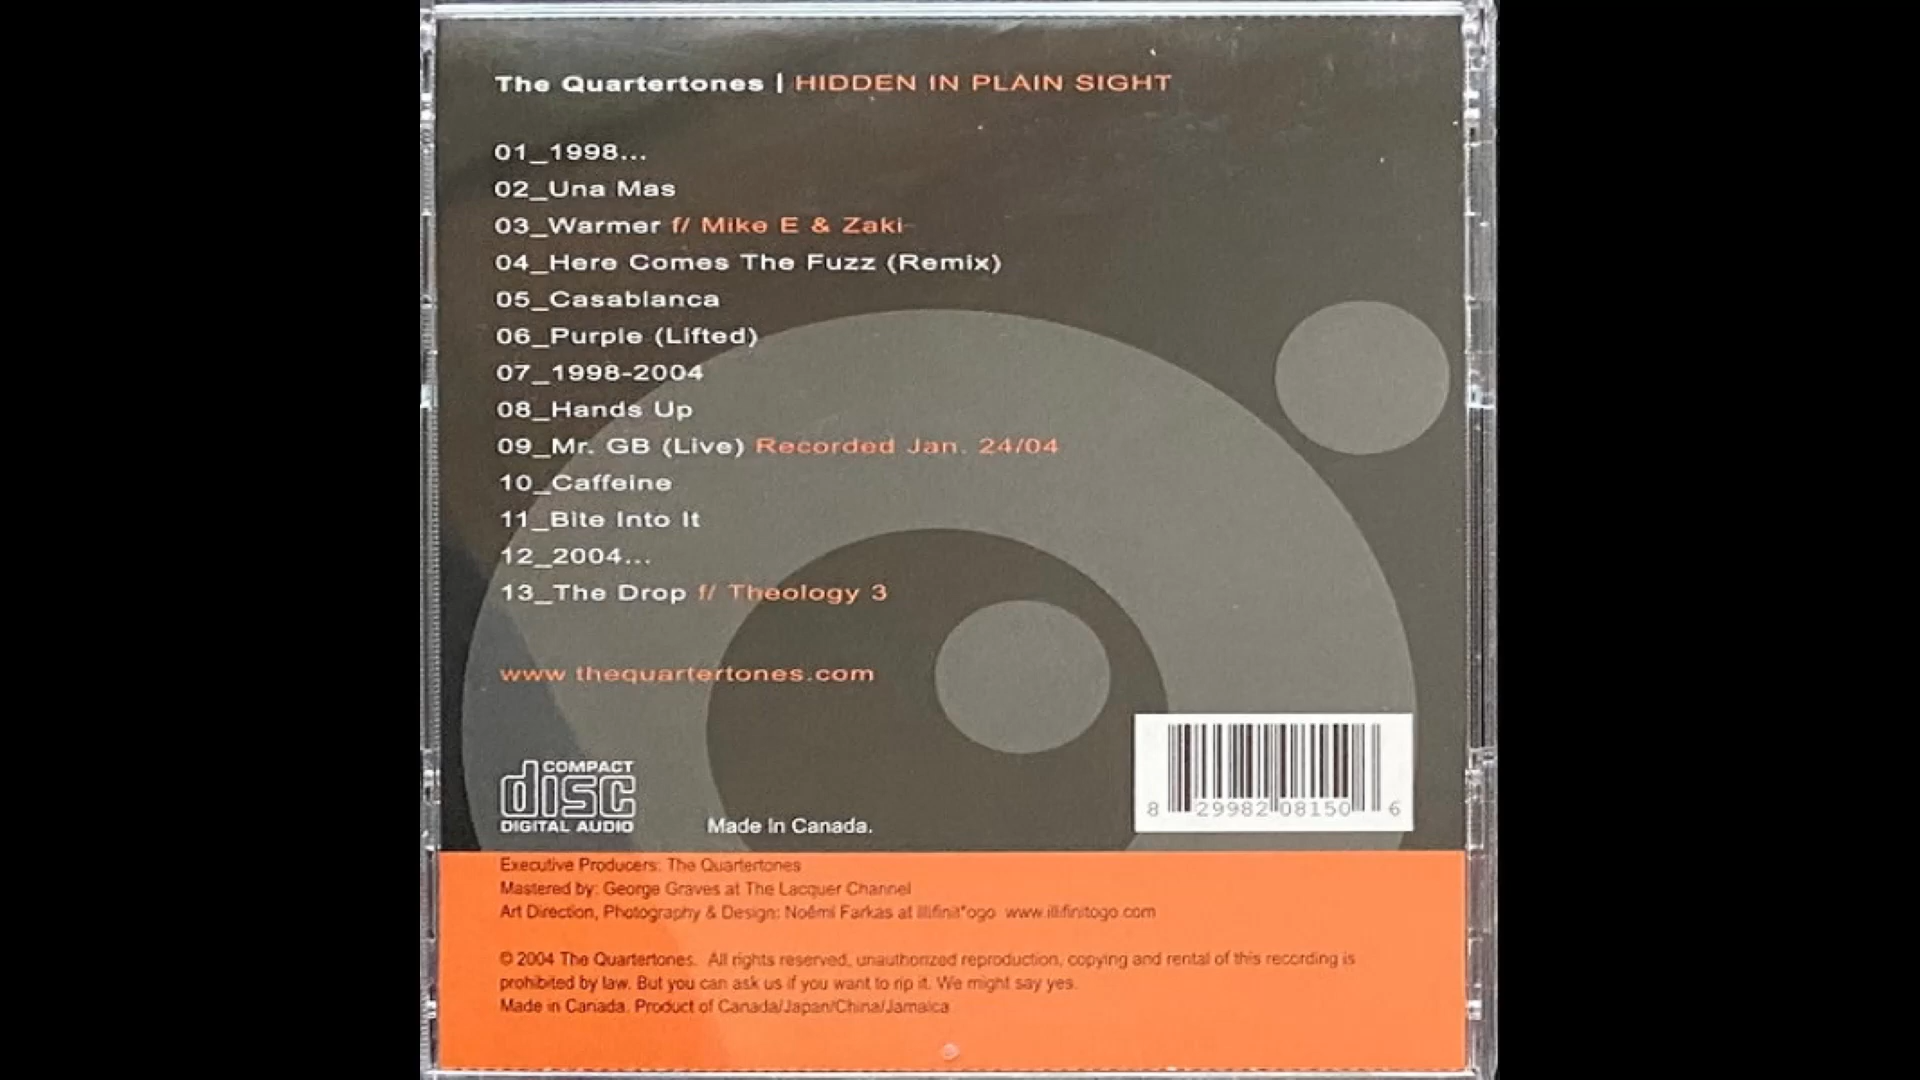 The Quartertones | HIDDEN IN PLAIN SIGHT
01_1998...
02_Una Mas
03_Warmer f/ Mike E & Zaki
04_Here Comes The Fuzz (Remix)
05_Casablanca
06_Purple (Lifted)
07_1998-2004
08_Hands Up
09_Mr. GB (Live) Recorded Jan. 24/04
10_Caffeine
11_Bite Into It
12_2004...
13_The Drop f/ Theology 3
www.thequartertones.com
COMPACT
disc
DIGITAL AUDIO
Made In Canada.
8 29982 08150 6
Executive Producers: The Quartertones
Mastered by: George Graves at The Lacquer Channel
Art Direction, Photography & Design: Noémi Farkas at illifinit*ogo www.illifinitogo.com
© 2004 The Quartertones. All rights reserved, unauthorized reproduction, copying and rental of this recording is
prohibited by law. But you can ask us if you want to rip it. We might say yes.
Made in Canada. Product of Canada/Japan/China/Jamaica